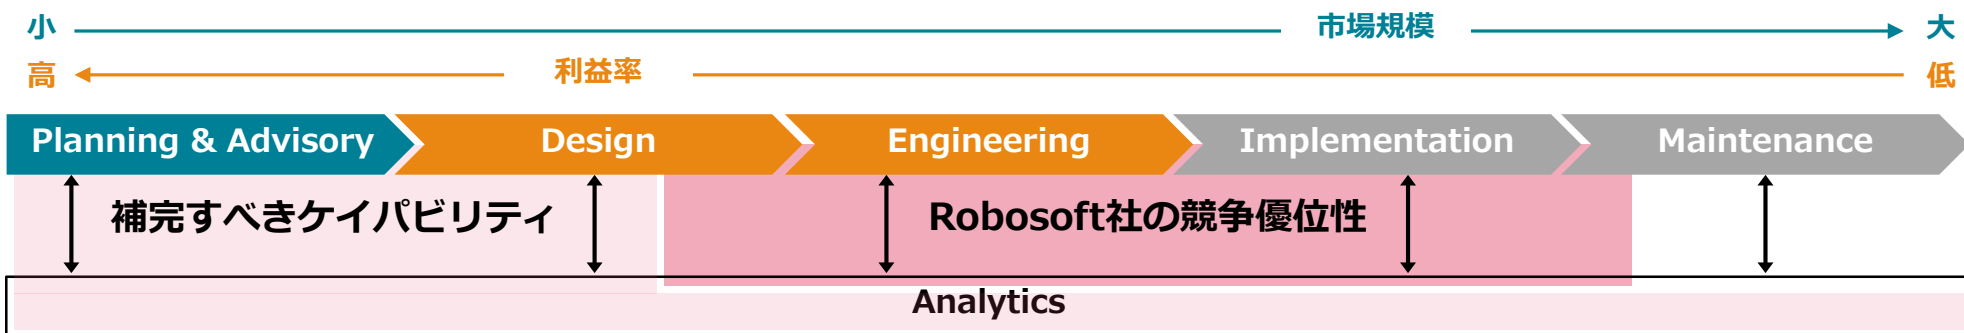 小 市場規模 大
高 利益率 低
Planning & Advisory Design Engineering Implementation Maintenance
補完すべきケイパビリティ Robosoft社の競争優位性
Analytics